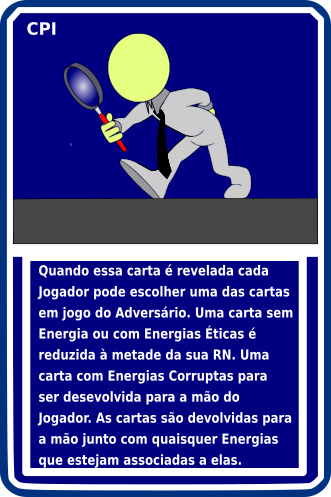 CPI
Quando essa carta é revelada cada
Jogador pode escolher uma das cartas
em jogo do Adversário. Uma carta sem
Energia ou com Energias Éticas é
reduzida à metade da sua RN. Uma
carta com Energias Corruptas para
ser desevolvida para a mão do
Jogador. As cartas são devolvidas para
a mão junto com quaisquer Energias
que estejam associadas a elas.